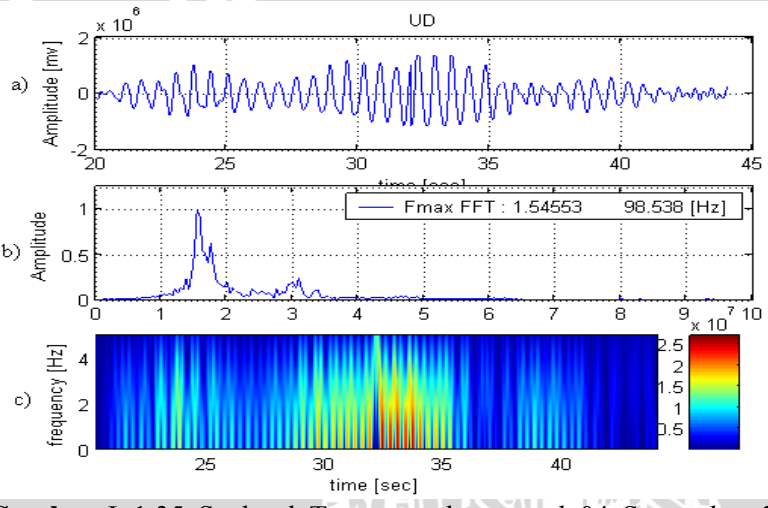 UD
x 10^6
a)
Amplitude [mv]
2
0
-2
20 25 30 35 40 45
time [sec]
b)
Amplitude
1
0.5
0
Fmax FFT : 1.54553 98.538 [Hz]
0 1 2 3 4 5 6 7 8 9 10
x 10^7
c)
frequency [Hz]
4
2
0
25 30 35 40
time [sec]
2.5
2
1.5
1
0.5